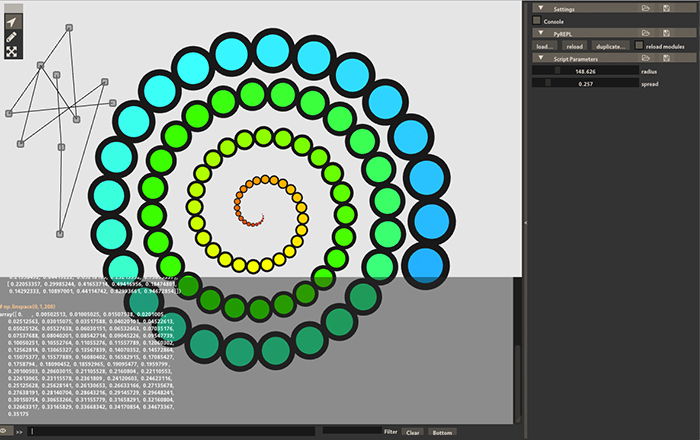 Settings
Console
PyREPL
load...
reload
duplicate...
reload modules
Script Parameters
148.626
radius
0.257
spread
[ 0.22053357, 0.29985244, 0.41653714, 0.49416956, 0.18474801,
0.14292333, 0.10897001, 0.44114742, 0.82993661, 0.94472854]])
# np.linspace(0,1,200)
array([ 0. , 0.00502513, 0.01005025, 0.01507538, 0.0201005,
0.02512563, 0.03015075, 0.03517588, 0.04020101, 0.04522613,
0.05025126, 0.05527638, 0.06030151, 0.06532663, 0.07035176,
0.07537688, 0.08040201, 0.08542714, 0.09045226, 0.09547739,
0.10050251, 0.10552764, 0.11055276, 0.11557789, 0.12060302,
0.12562814, 0.13065327, 0.13567839, 0.14070352, 0.14572864,
0.15075377, 0.15577889, 0.16080402, 0.16582915, 0.17085427,
0.1758794 , 0.18090452, 0.18592965, 0.19095477, 0.1959799,
0.20100503, 0.20603015, 0.21105528, 0.2160804 , 0.22110553,
0.22613065, 0.23115578, 0.2361809 , 0.24120603, 0.24623116,
0.25125628, 0.25628141, 0.26130653, 0.26633166, 0.27135678,
0.27638191, 0.28140704, 0.28643216, 0.29145729, 0.29648241,
0.30150754, 0.30653266, 0.31155779, 0.31658291, 0.32160804,
0.32663317, 0.33165829, 0.33668342, 0.34170854, 0.34673367,
0.35175
>>
Filter
Clear
Bottom